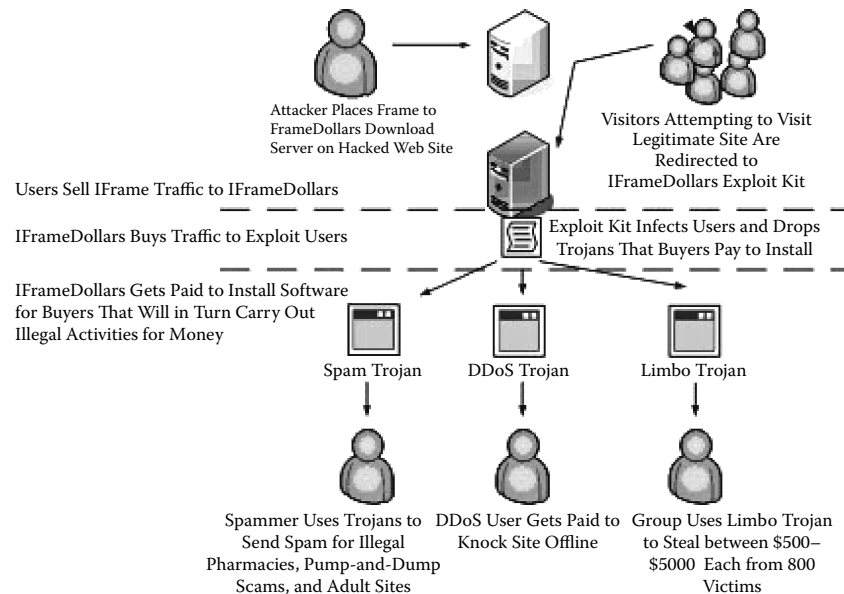 Attacker Places Frame to
FrameDollars Download
Server on Hacked Web Site
Visitors Attempting to Visit
Legitimate Site Are
Redirected to
IFrameDollars Exploit Kit
Users Sell IFrame Traffic to IFrameDollars
IFrameDollars Buys Traffic to Exploit Users
Exploit Kit Infects Users and Drops
Trojans That Buyers Pay to Install
IFrameDollars Gets Paid to Install Software
for Buyers That Will in Turn Carry Out
Illegal Activities for Money
Spam Trojan
DDoS Trojan
Limbo Trojan
Spammer Uses Trojans to
Send Spam for Illegal
Pharmacies, Pump-and-Dump
Scams, and Adult Sites
DDoS User Gets Paid to
Knock Site Offline
Group Uses Limbo Trojan
to Steal between $500–
$5000 Each from 800
Victims